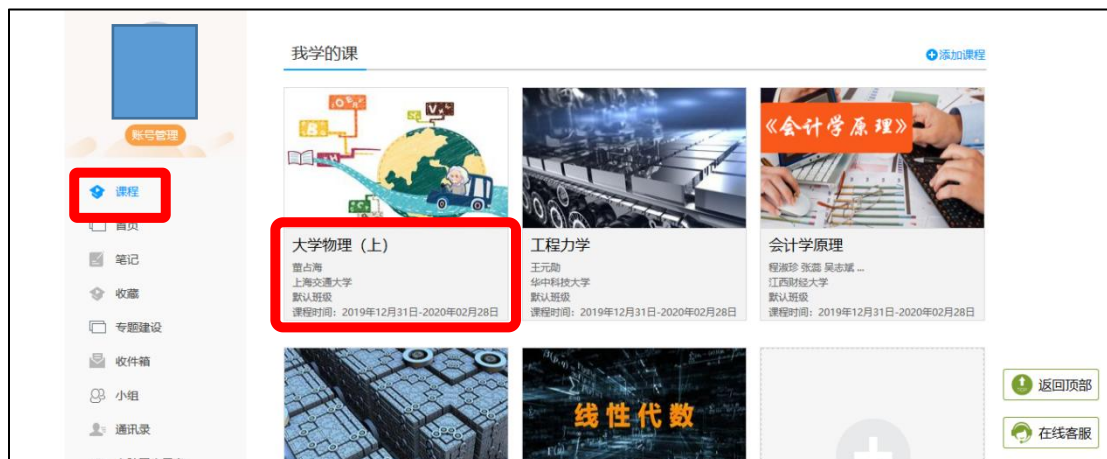 我学的课
添加课程
账号管理
课程
首页
笔记
收藏
专题建设
收件箱
小组
通讯录
大学物理（上）
董占海
上海交通大学
默认班级
课程时间：2019年12月31日-2020年02月28日
工程力学
王元勋
华中科技大学
默认班级
课程时间：2019年12月31日-2020年02月28日
《会计学原理》
会计学原理
程淑珍 张蕊 吴志斌 ...
江西财经大学
默认班级
课程时间：2019年12月31日-2020年02月28日
线性代数
返回顶部
在线客服